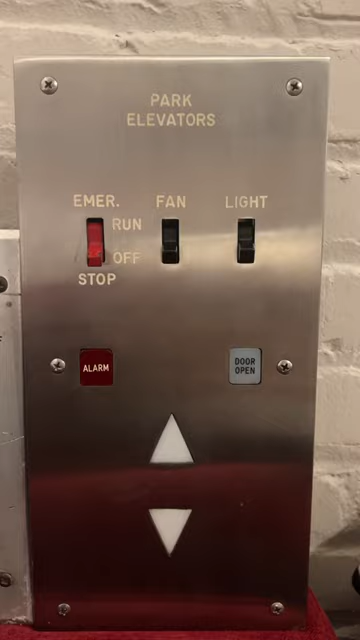 PARK
ELEVATORS
EMER. FAN LIGHT
RUN
OFF
STOP
ALARM
DOOR
OPEN